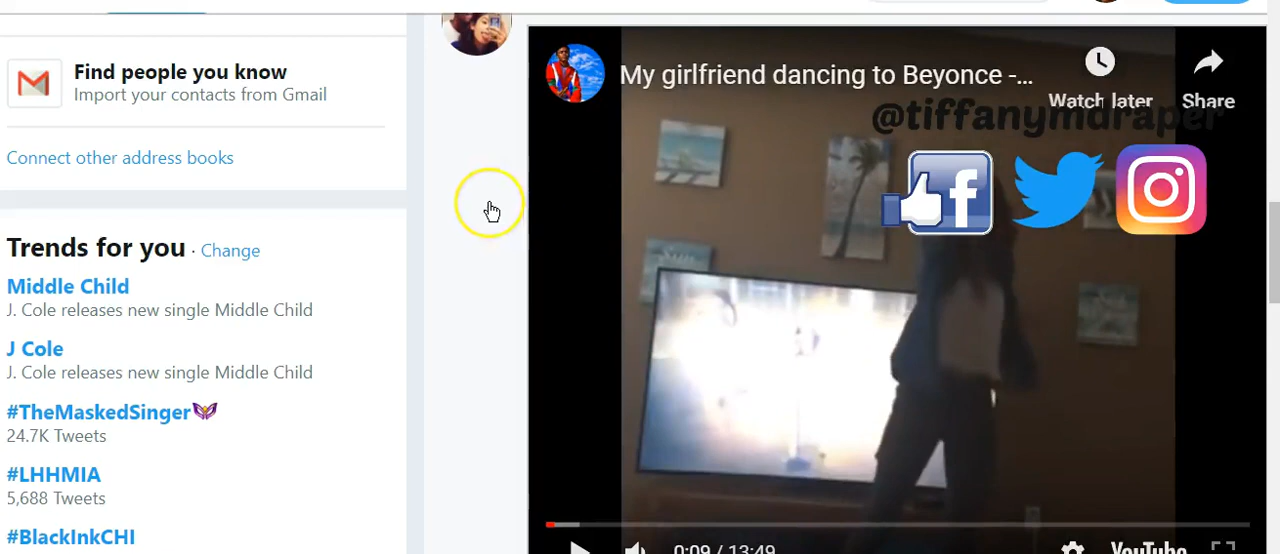 Find people you know
Import your contacts from Gmail
Connect other address books
Trends for you · Change
Middle Child
J. Cole releases new single Middle Child
J Cole
J. Cole releases new single Middle Child
#TheMaskedSinger
24.7K Tweets
#LHHMIA
5,688 Tweets
#BlackInkCHI
My girlfriend dancing to Beyonce -...
Watch later
Share
@tiffanymdraper
0:09 / 13:49
YouTube